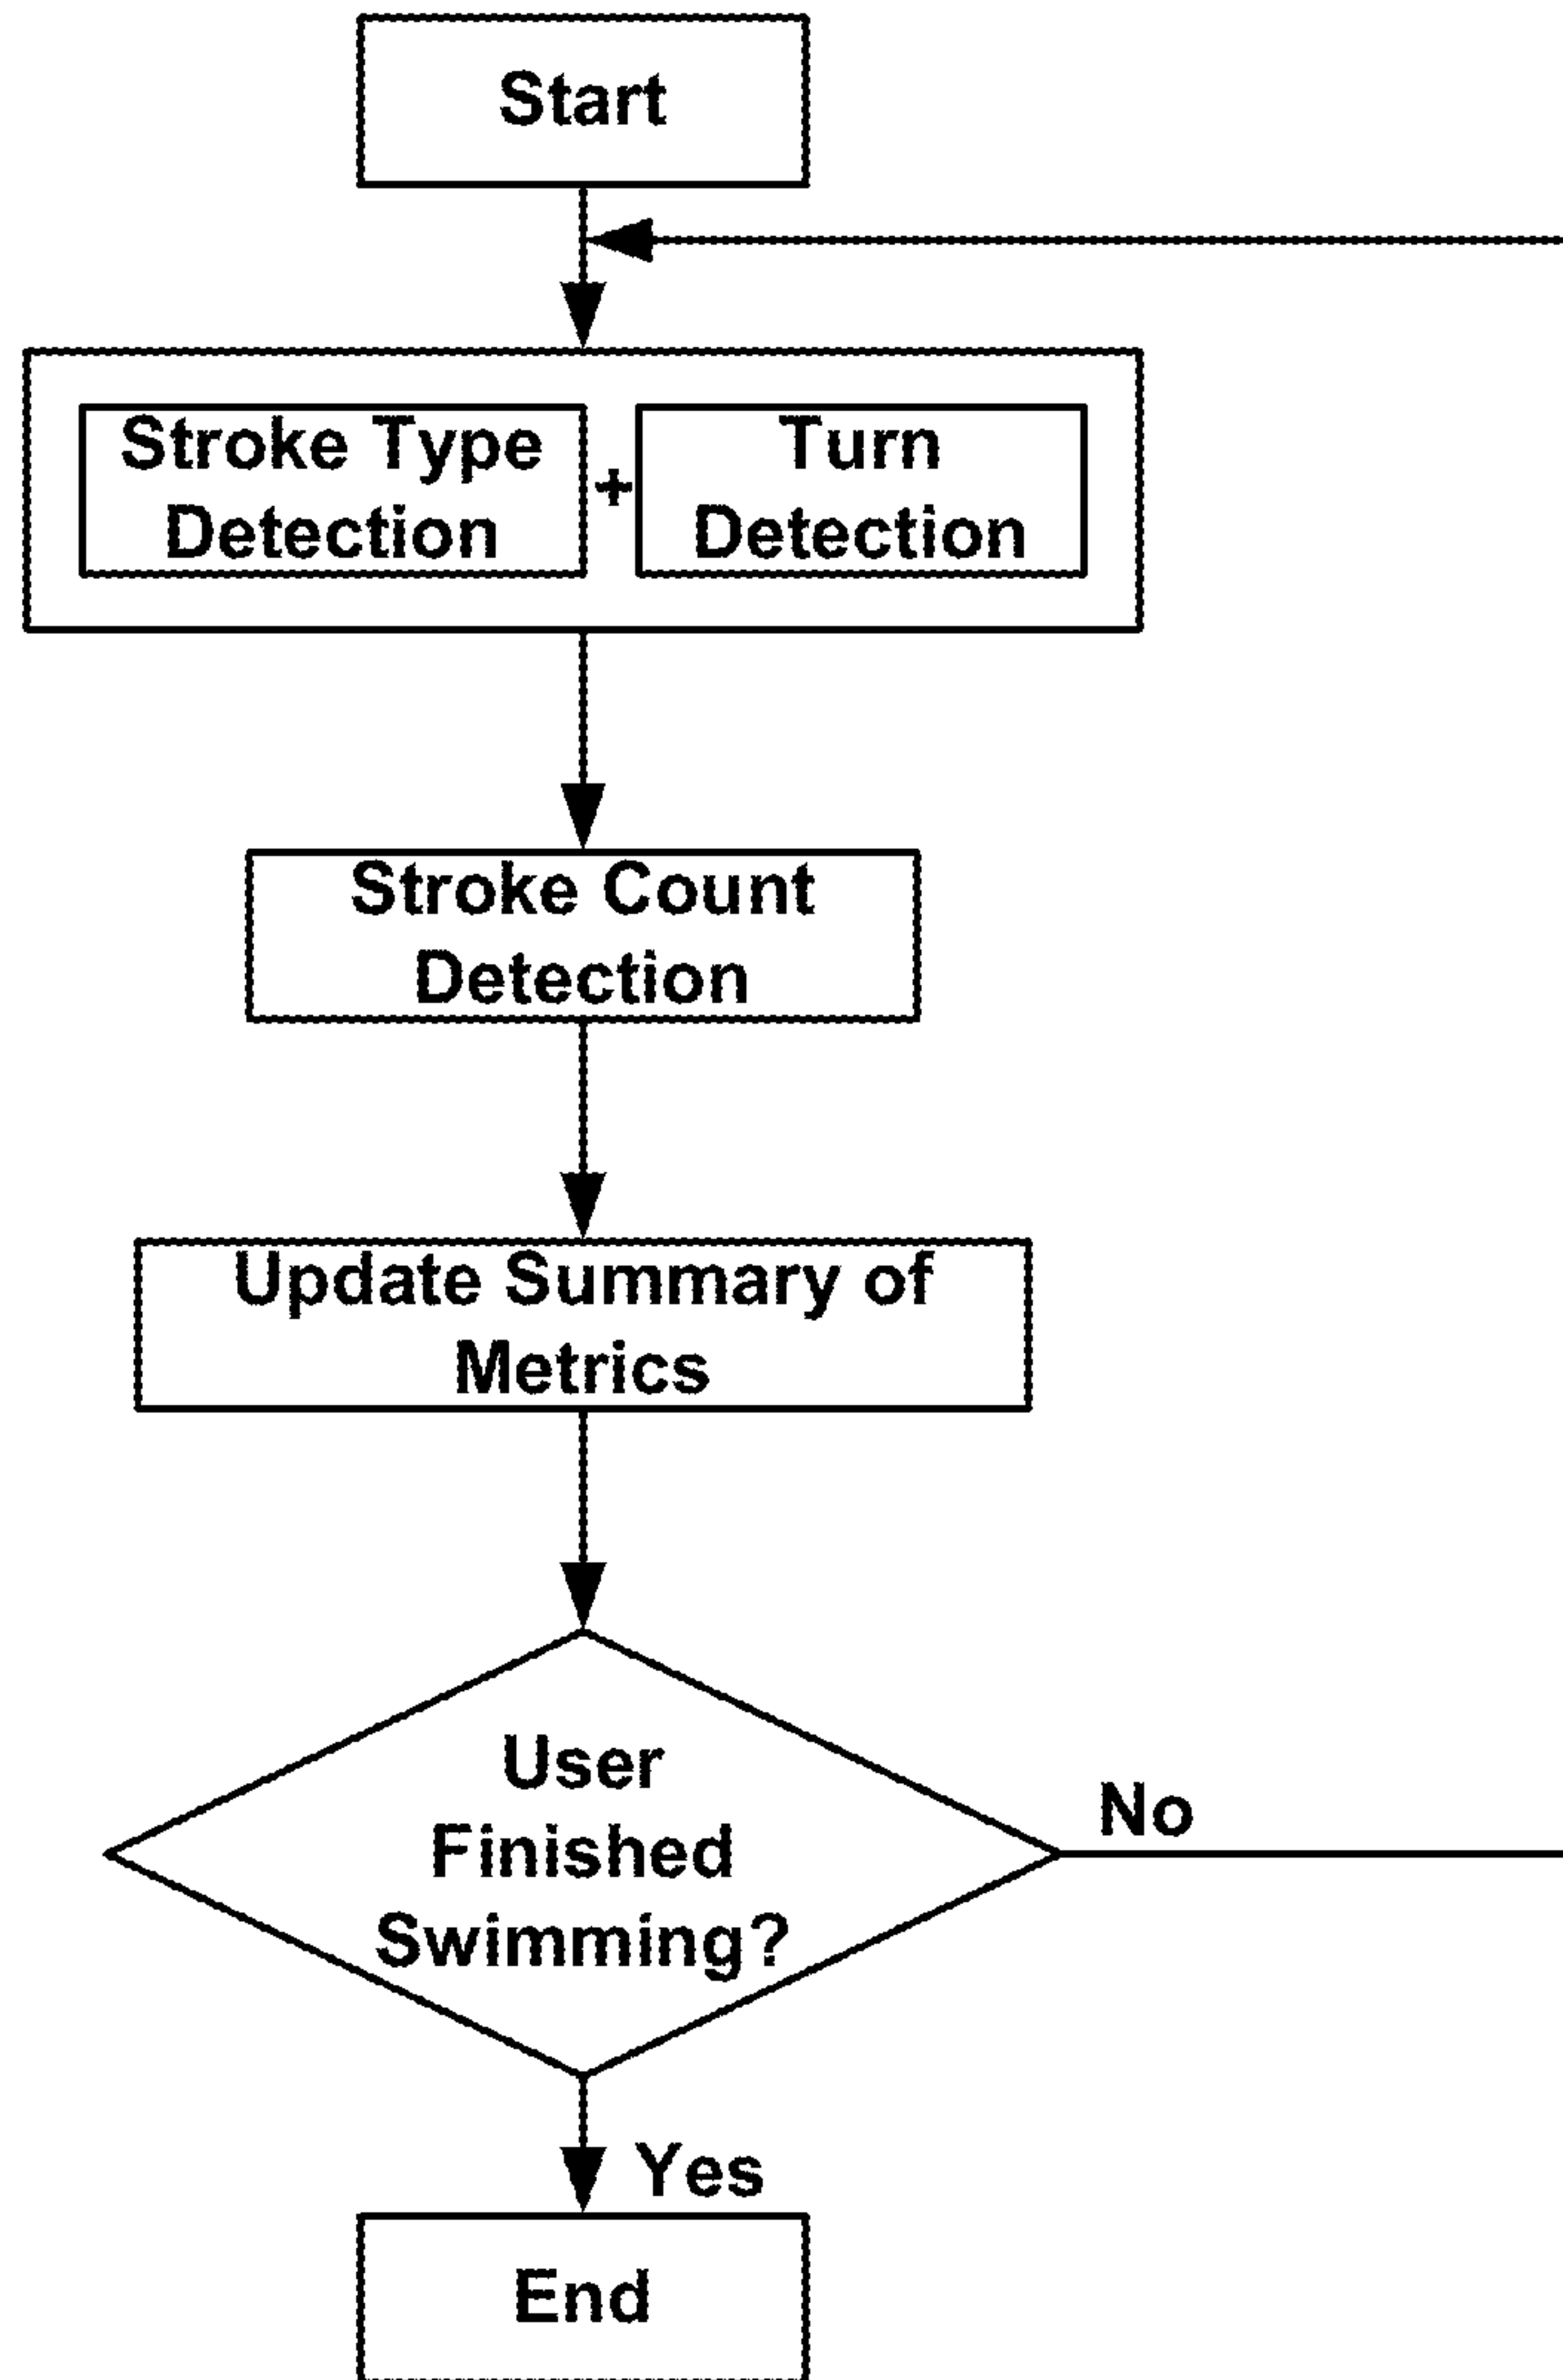 Start
Stroke Type
Detection
+
Turn
Detection
Stroke Count
Detection
Update Summary of
Metrics
User
Finished
Swimming?
No
Yes
End